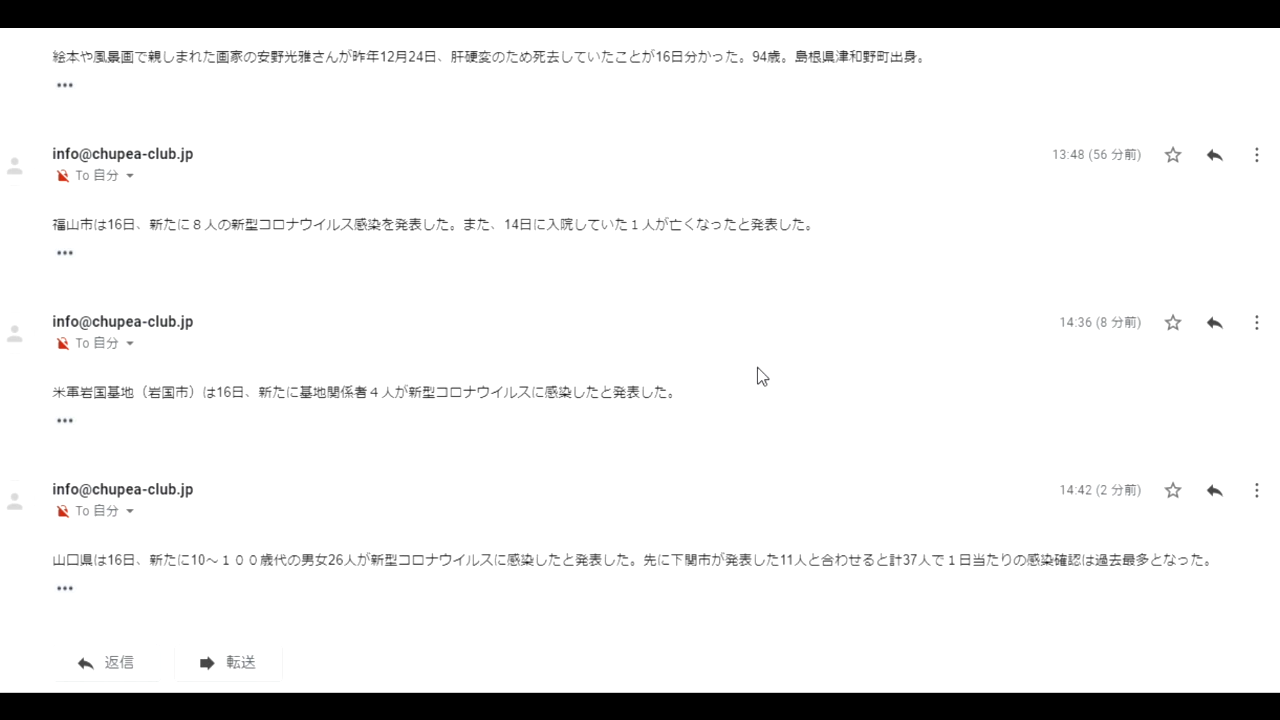 絵本や風景画で親しまれた画家の安野光雅さんが昨年12月24日、肝硬変のため死去していたことが16日分かった。94歳。島根県津和野町出身。
•••
info@chupea-club.jp
13:48 (56 分前)
To 自分
福山市は16日、新たに８人の新型コロナウイルス感染を発表した。また、14日に入院していた１人が亡くなったと発表した。
•••
info@chupea-club.jp
14:36 (8 分前)
To 自分
米軍岩国基地（岩国市）は16日、新たに基地関係者４人が新型コロナウイルスに感染したと発表した。
•••
info@chupea-club.jp
14:42 (2 分前)
To 自分
山口県は16日、新たに10～１００歳代の男女26人が新型コロナウイルスに感染したと発表した。先に下関市が発表した11人と合わせると計37人で１日当たりの感染確認は過去最多となった。
•••
返信 転送